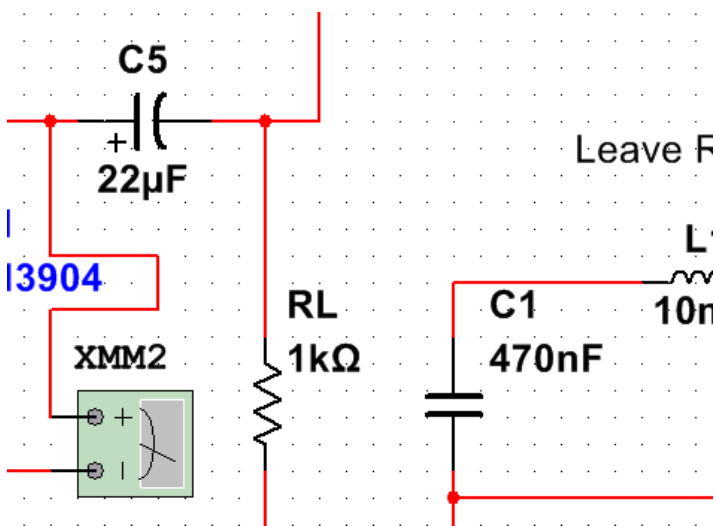 C5
+
22µF
Leave
3904
RL
1kΩ
C1
470nF
XMM2
+